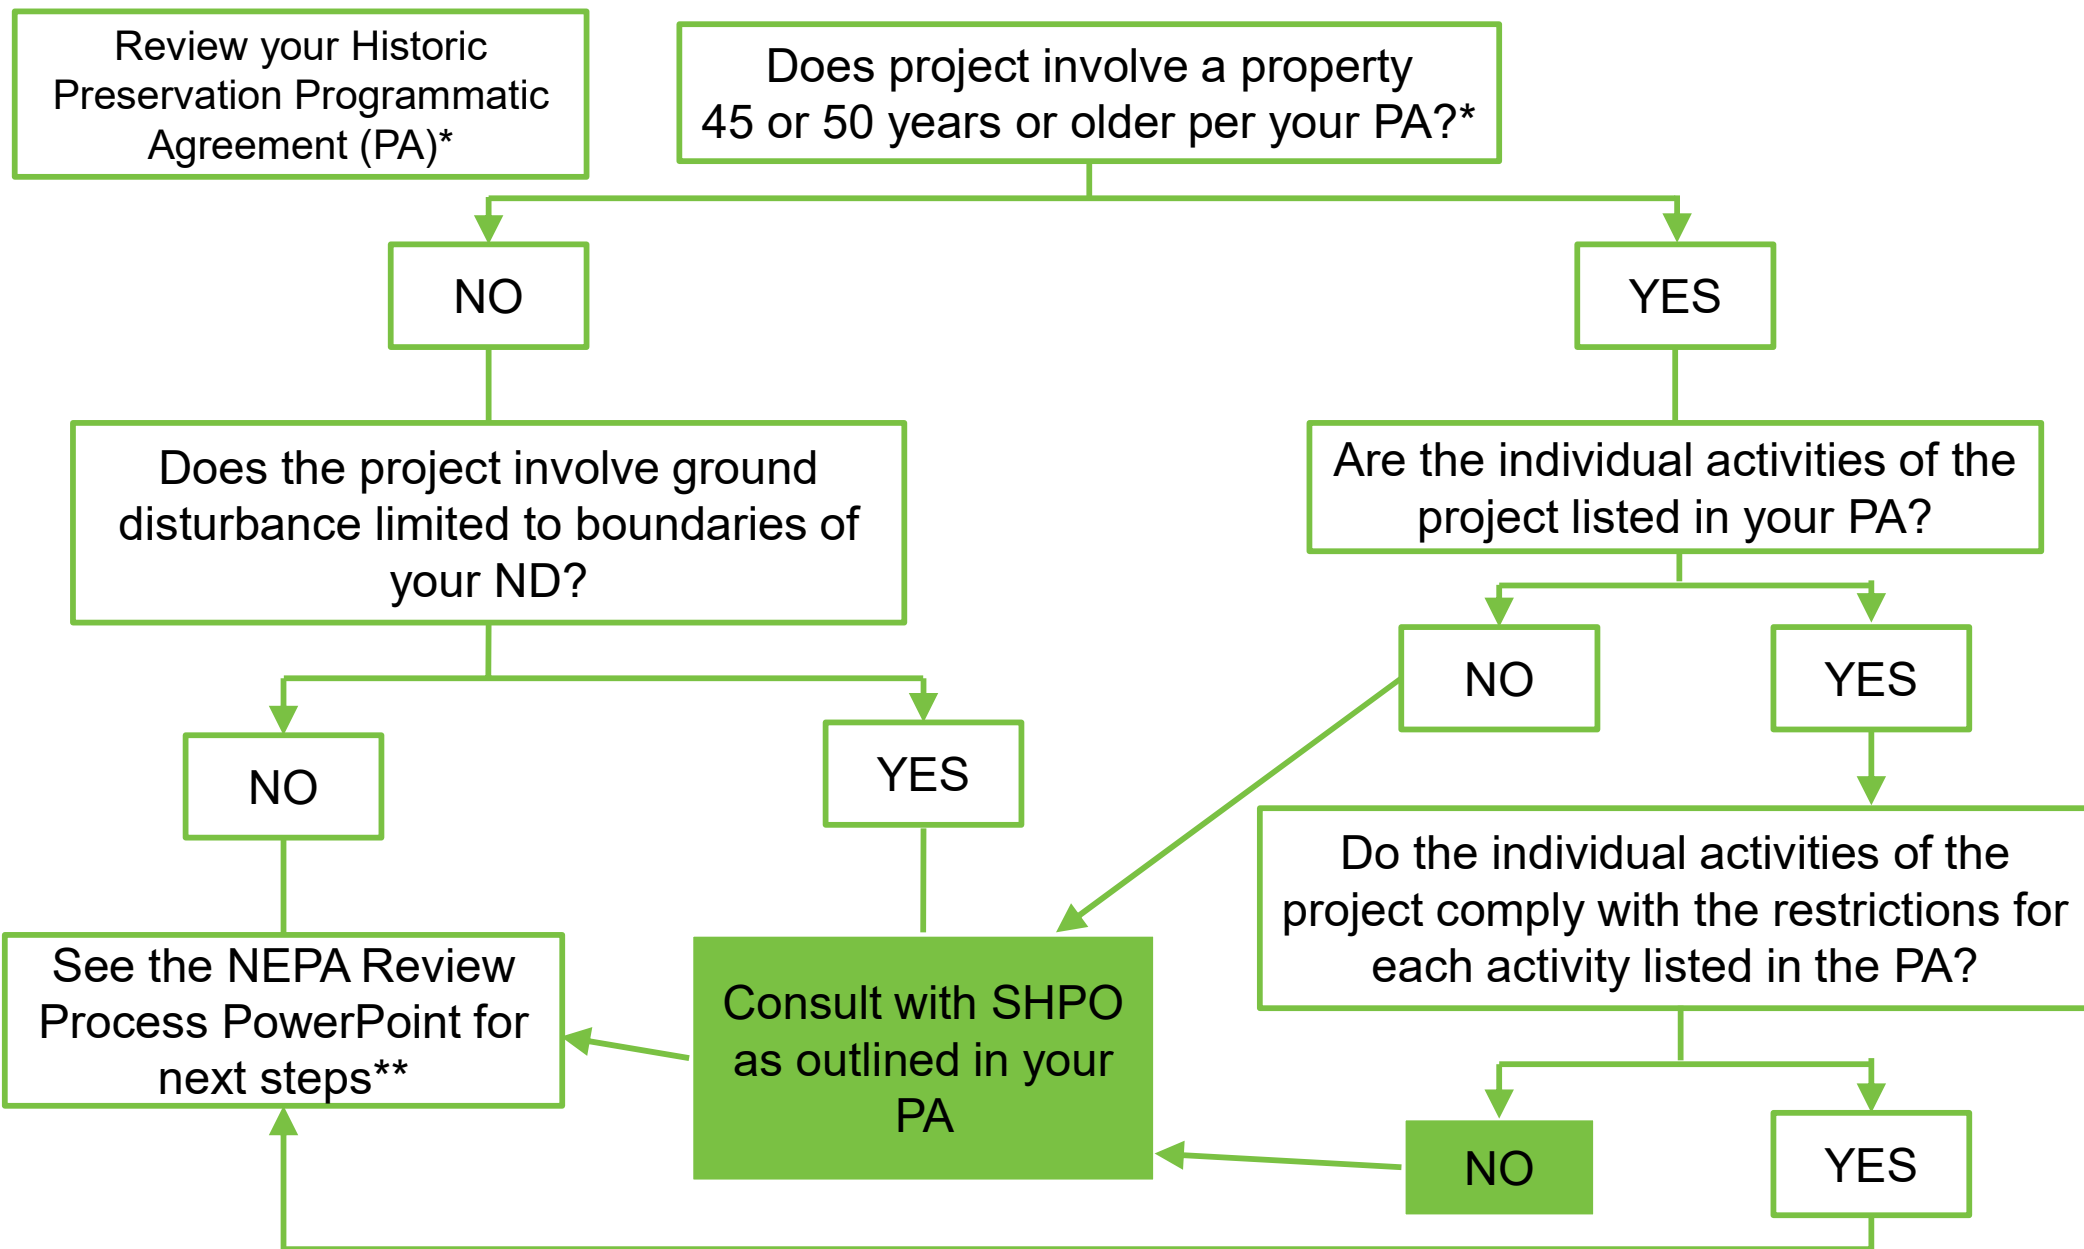 Review your Historic
Preservation Programmatic
Agreement (PA)*
Does project involve a property
45 or 50 years or older per your PA?*
NO
YES
Does the project involve ground
disturbance limited to boundaries of
your ND?
Are the individual activities of the
project listed in your PA?
NO
YES
NO
YES
Do the individual activities of the
project comply with the restrictions for
each activity listed in the PA?
See the NEPA Review
Process PowerPoint for
next steps**
Consult with SHPO
as outlined in your
PA
NO
YES